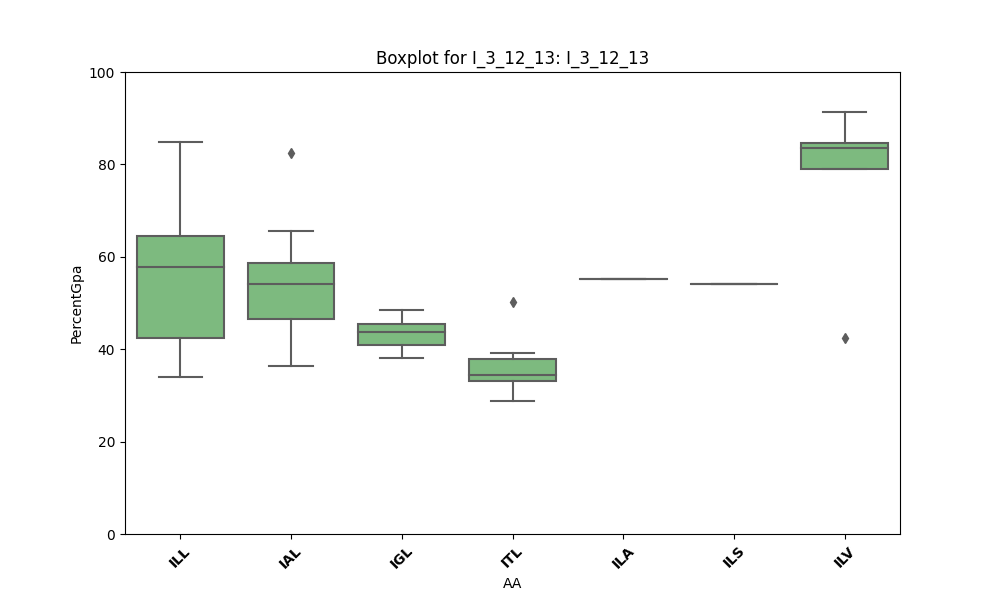 Boxplot for I_3_12_13: I_3_12_13
100
80
60
40
20
0
PercentGpa
ILL
IAL
IGL
ITL
ILA
ILS
ILV
AA